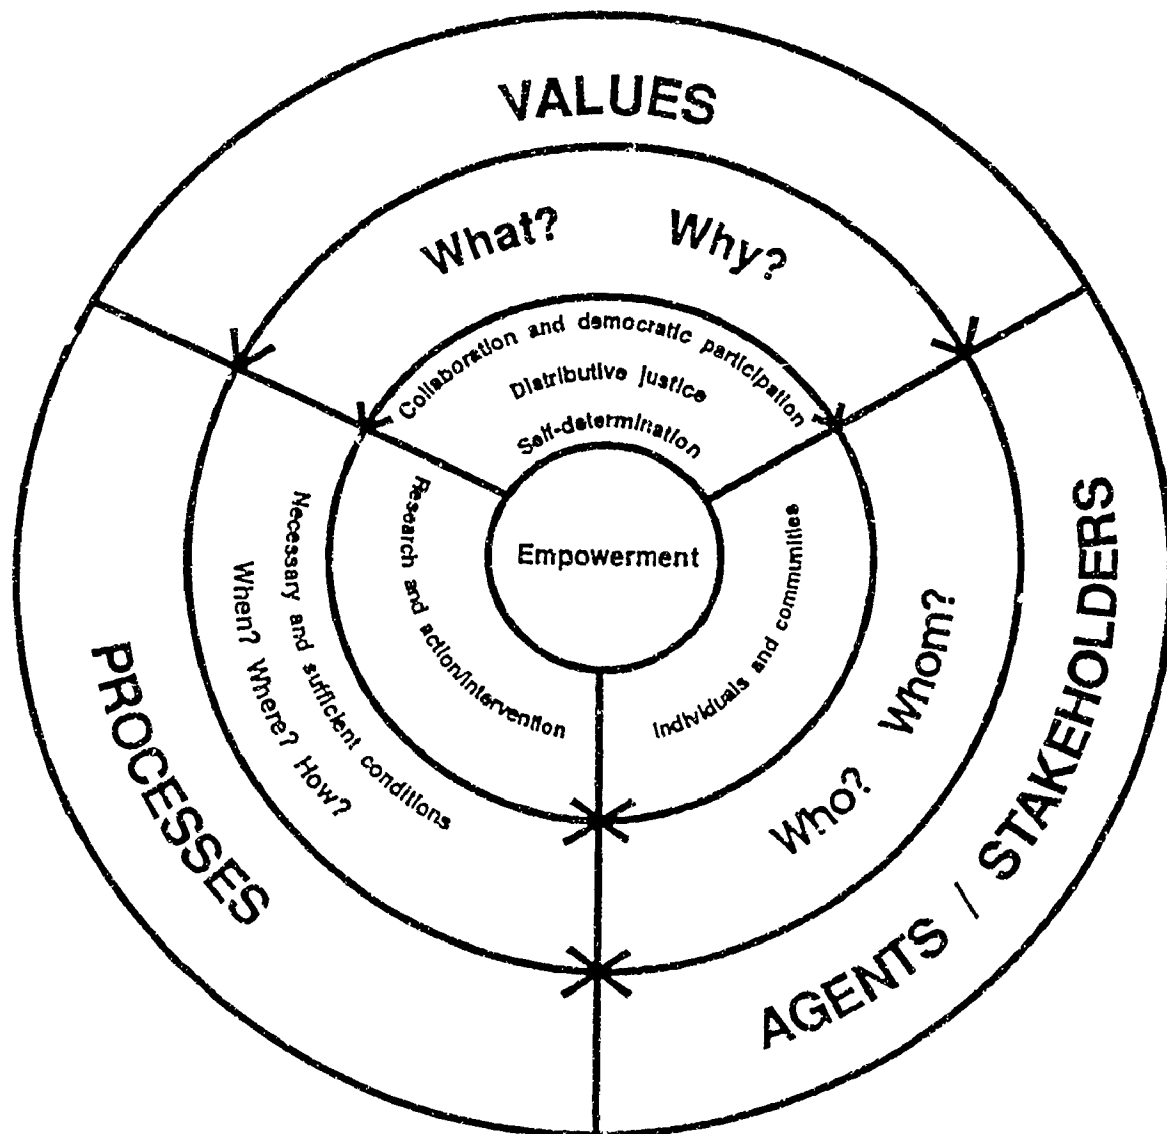 VALUES
What? Why?
Collaboration and democratic participation
Distributive justice
Self-determination
Empowerment
Research and action/intervention
Necessary and sufficient conditions
When? Where? How?
PROCESSES
Individuals and communities
Who? Whom?
AGENTS / STAKEHOLDERS